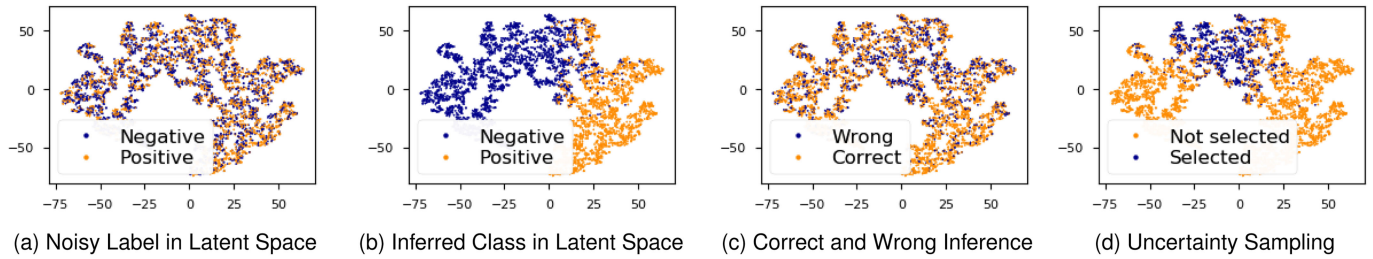 50
0
−50
−75 −50 −25 0 25 50
Negative
Positive
(a) Noisy Label in Latent Space
50
0
−50
−75 −50 −25 0 25 50
Negative
Positive
(b) Inferred Class in Latent Space
50
0
−50
−75 −50 −25 0 25 50
Wrong
Correct
(c) Correct and Wrong Inference
50
0
−50
−75 −50 −25 0 25 50
Not selected
Selected
(d) Uncertainty Sampling